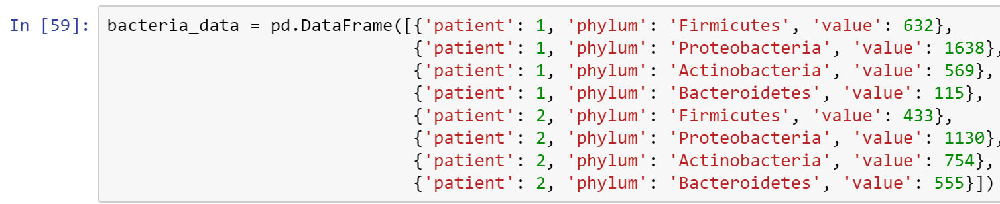 In [59]: bacteria_data = pd.DataFrame([{'patient': 1, 'phylum': 'Firmicutes', 'value': 632},
{'patient': 1, 'phylum': 'Proteobacteria', 'value': 1638},
{'patient': 1, 'phylum': 'Actinobacteria', 'value': 569},
{'patient': 1, 'phylum': 'Bacteroidetes', 'value': 115},
{'patient': 2, 'phylum': 'Firmicutes', 'value': 433},
{'patient': 2, 'phylum': 'Proteobacteria', 'value': 1130},
{'patient': 2, 'phylum': 'Actinobacteria', 'value': 754},
{'patient': 2, 'phylum': 'Bacteroidetes', 'value': 555}])